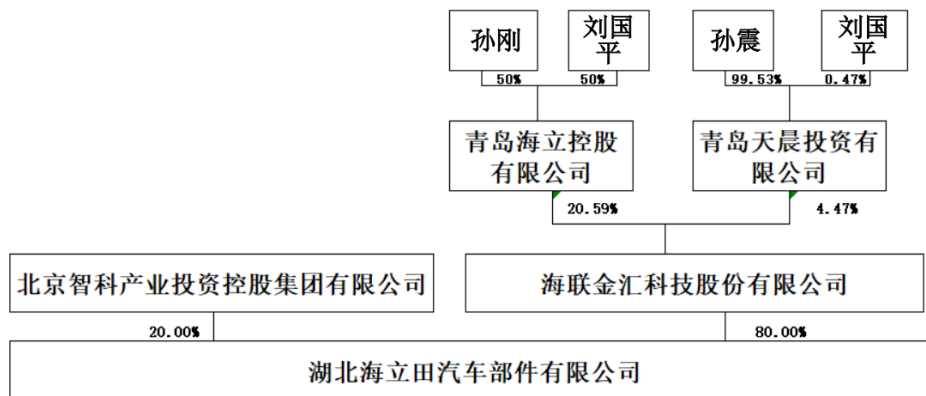 孙刚
刘国
平
孙震
刘国
平
50%
50%
99.53%
0.47%
青岛海立控股
有限公司
青岛天晨投资有
限公司
20.59%
4.47%
北京智科产业投资控股集团有限公司
海联金汇科技股份有限公司
20.00%
80.00%
湖北海立田汽车部件有限公司